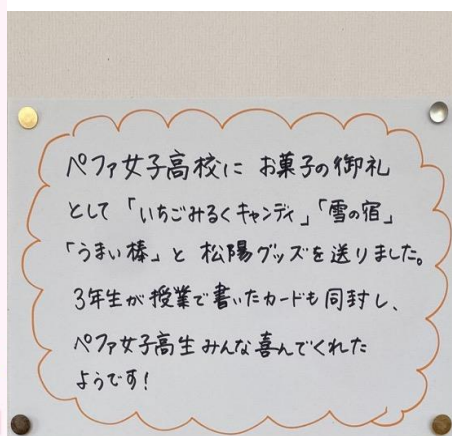 ペファ女子高校に お菓子の御礼
として「いちごみるくキャンディ」「雪の宿」
「うまい棒」と 松陽グッズを送りました。
3年生が授業で書いたカードも同封し、
ペファ女子高生みんな喜んでくれた
ようです!